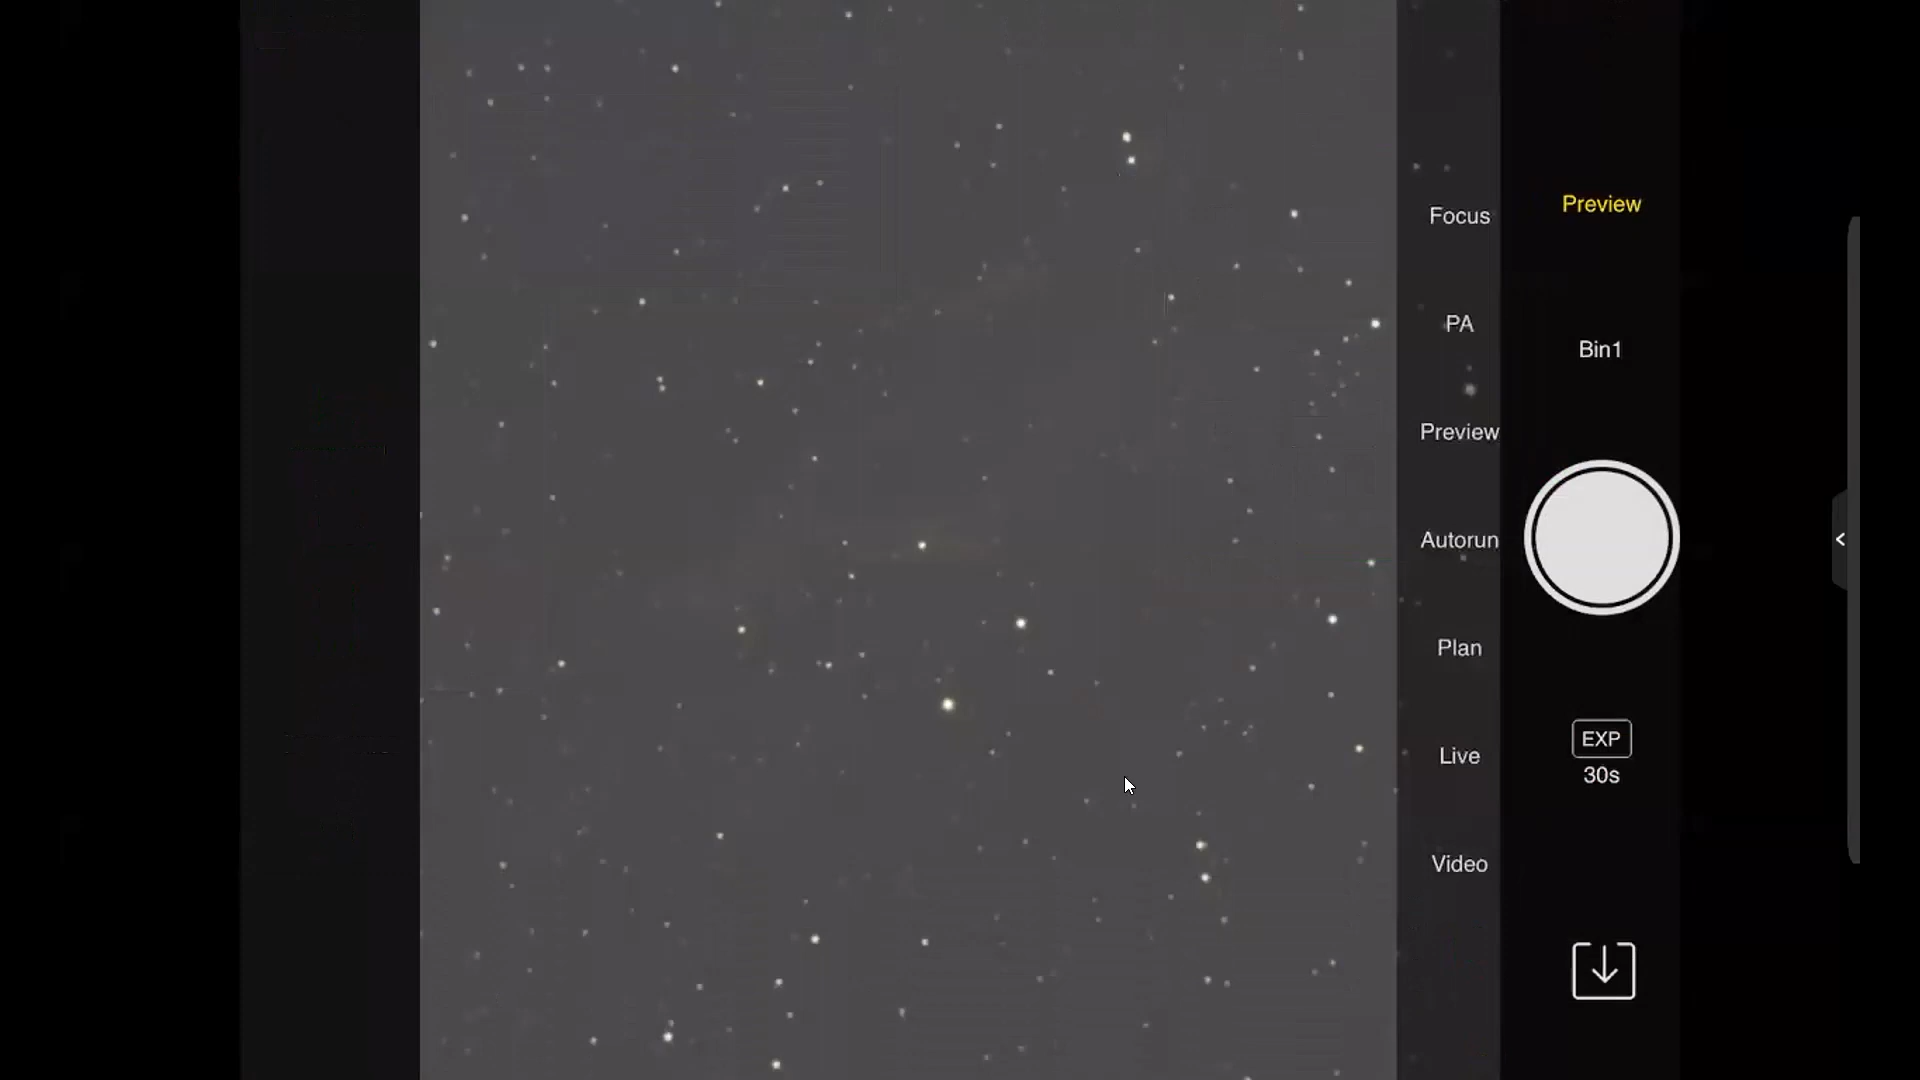 Focus
PA
Preview
Autorun
Plan
Live
Video
Preview
Bin1
EXP
30s